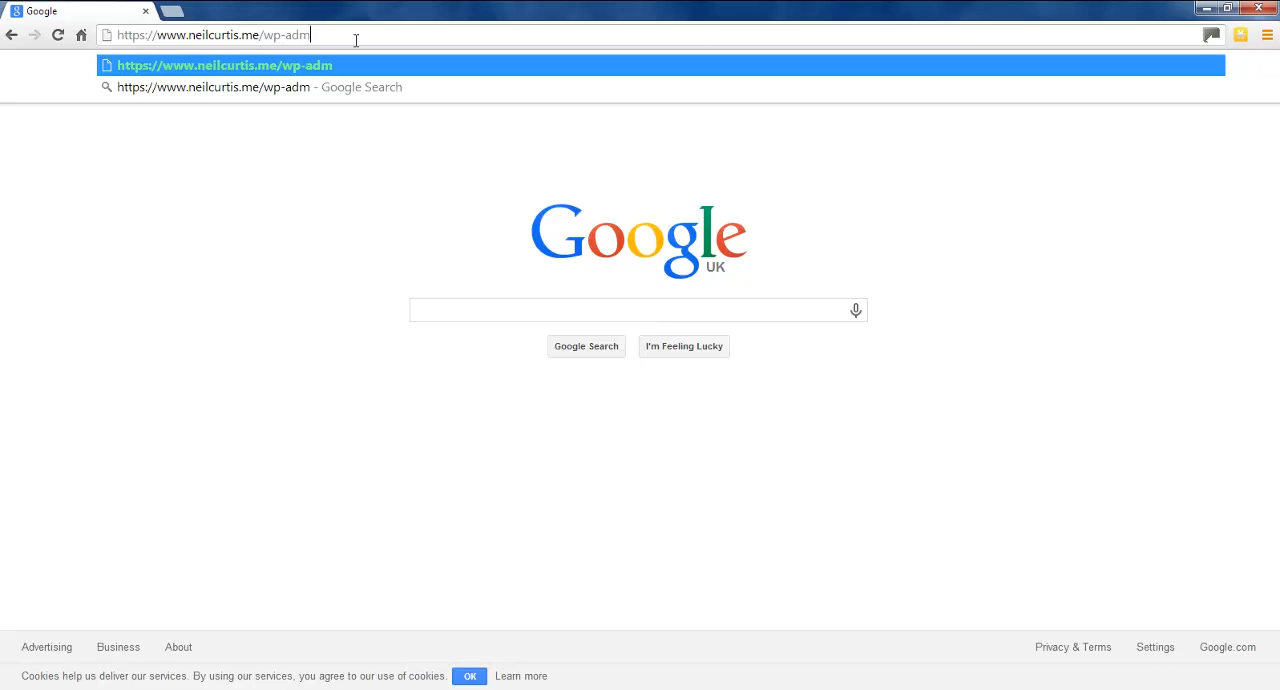 Google
https://www.neilcurtis.me/wp-adm
https://www.neilcurtis.me/wp-adm
https://www.neilcurtis.me/wp-adm - Google Search
Google
UK
Google Search I'm Feeling Lucky
Advertising Business About Privacy & Terms Settings Google.com
Cookies help us deliver our services. By using our services, you agree to our use of cookies. OK Learn more